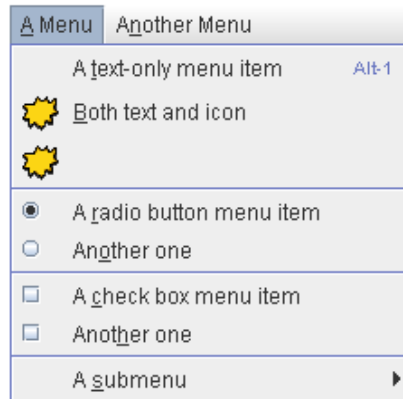 A Menu Another Menu
A text-only menu item Alt-1
Both text and icon
A radio button menu item
Another one
A check box menu item
Another one
A submenu